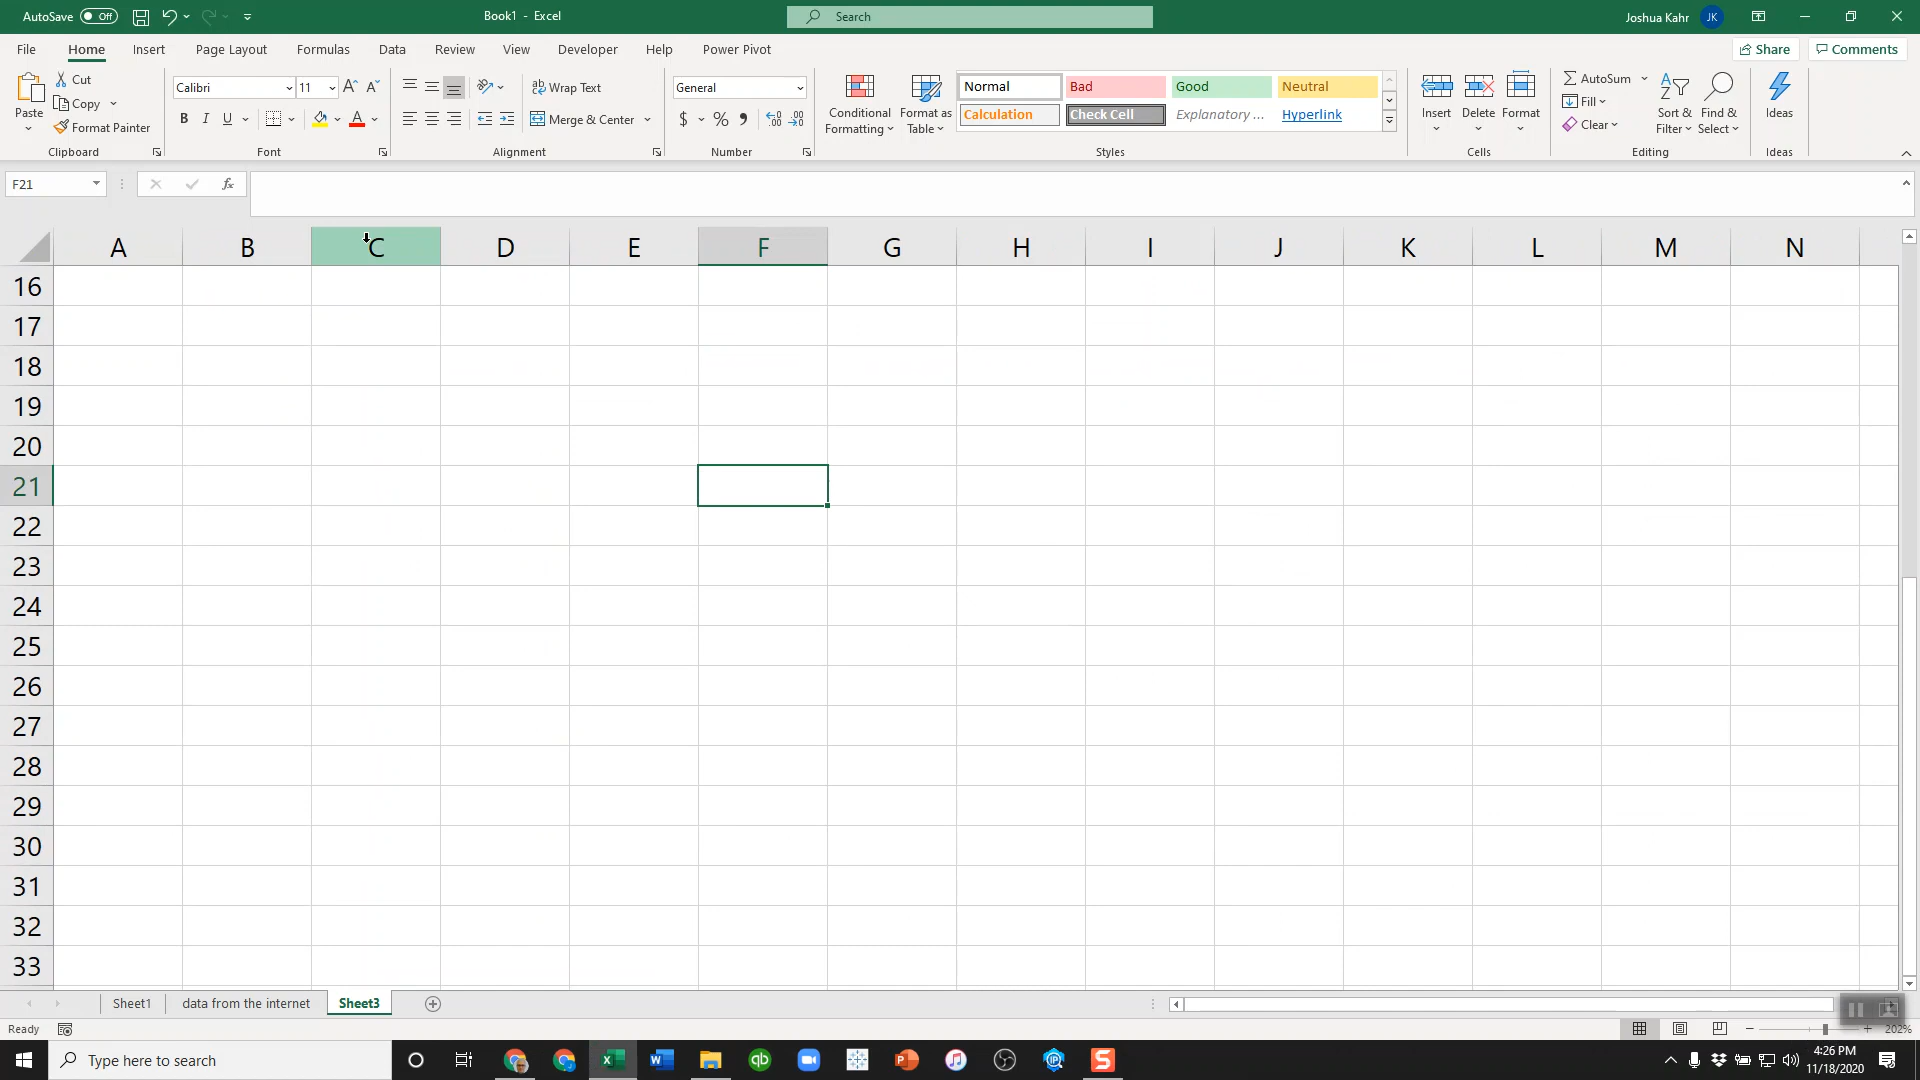 AutoSave Off Book1 - Excel Search Joshua Kahr JK
File Home Insert Page Layout Formulas Data Review View Developer Help Power Pivot Share Comments
Paste Cut Copy Format Painter Clipboard
Calibri 11 B I U A Font
Wrap Text Merge & Center Alignment
General $ % Number
Conditional Formatting Format as Table
Normal Bad Good Neutral
Calculation Check Cell Explanatory ... Hyperlink
Styles
Insert Delete Format Cells
AutoSum Fill Clear Sort & Filter Find & Select Editing
Ideas Ideas
F21 fx
A B C D E F G H I J K L M N
16
17
18
19
20
21
22
23
24
25
26
27
28
29
30
31
32
33
Sheet1 data from the internet Sheet3
Ready 202%
Type here to search
4:26 PM
11/18/2020